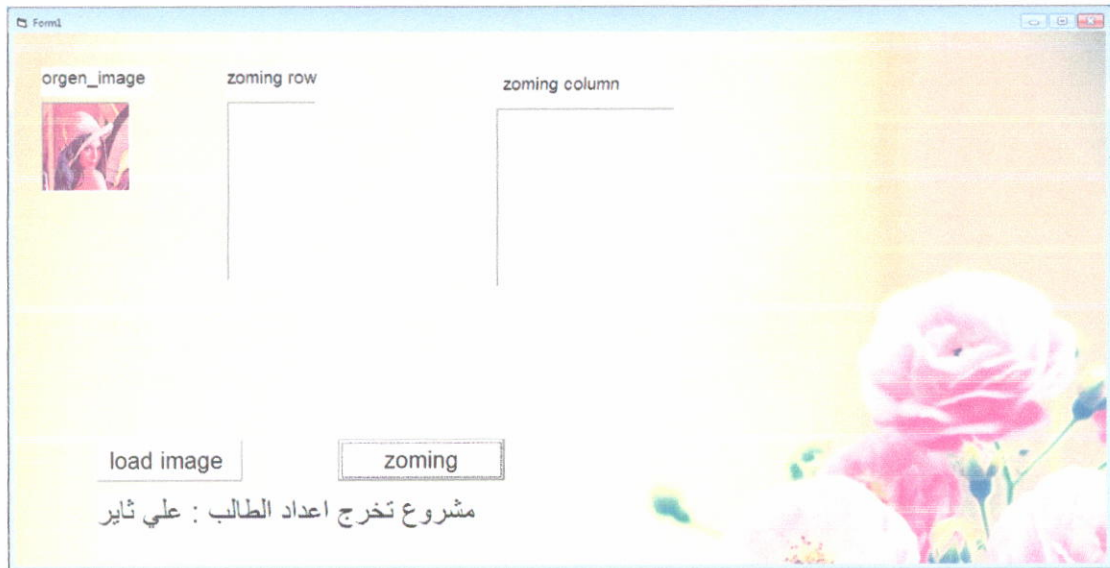 Form1
orgen_image
zoming row
zoming column
load image
zoming
مشروع تخرج اعداد الطالب : علي ثاير